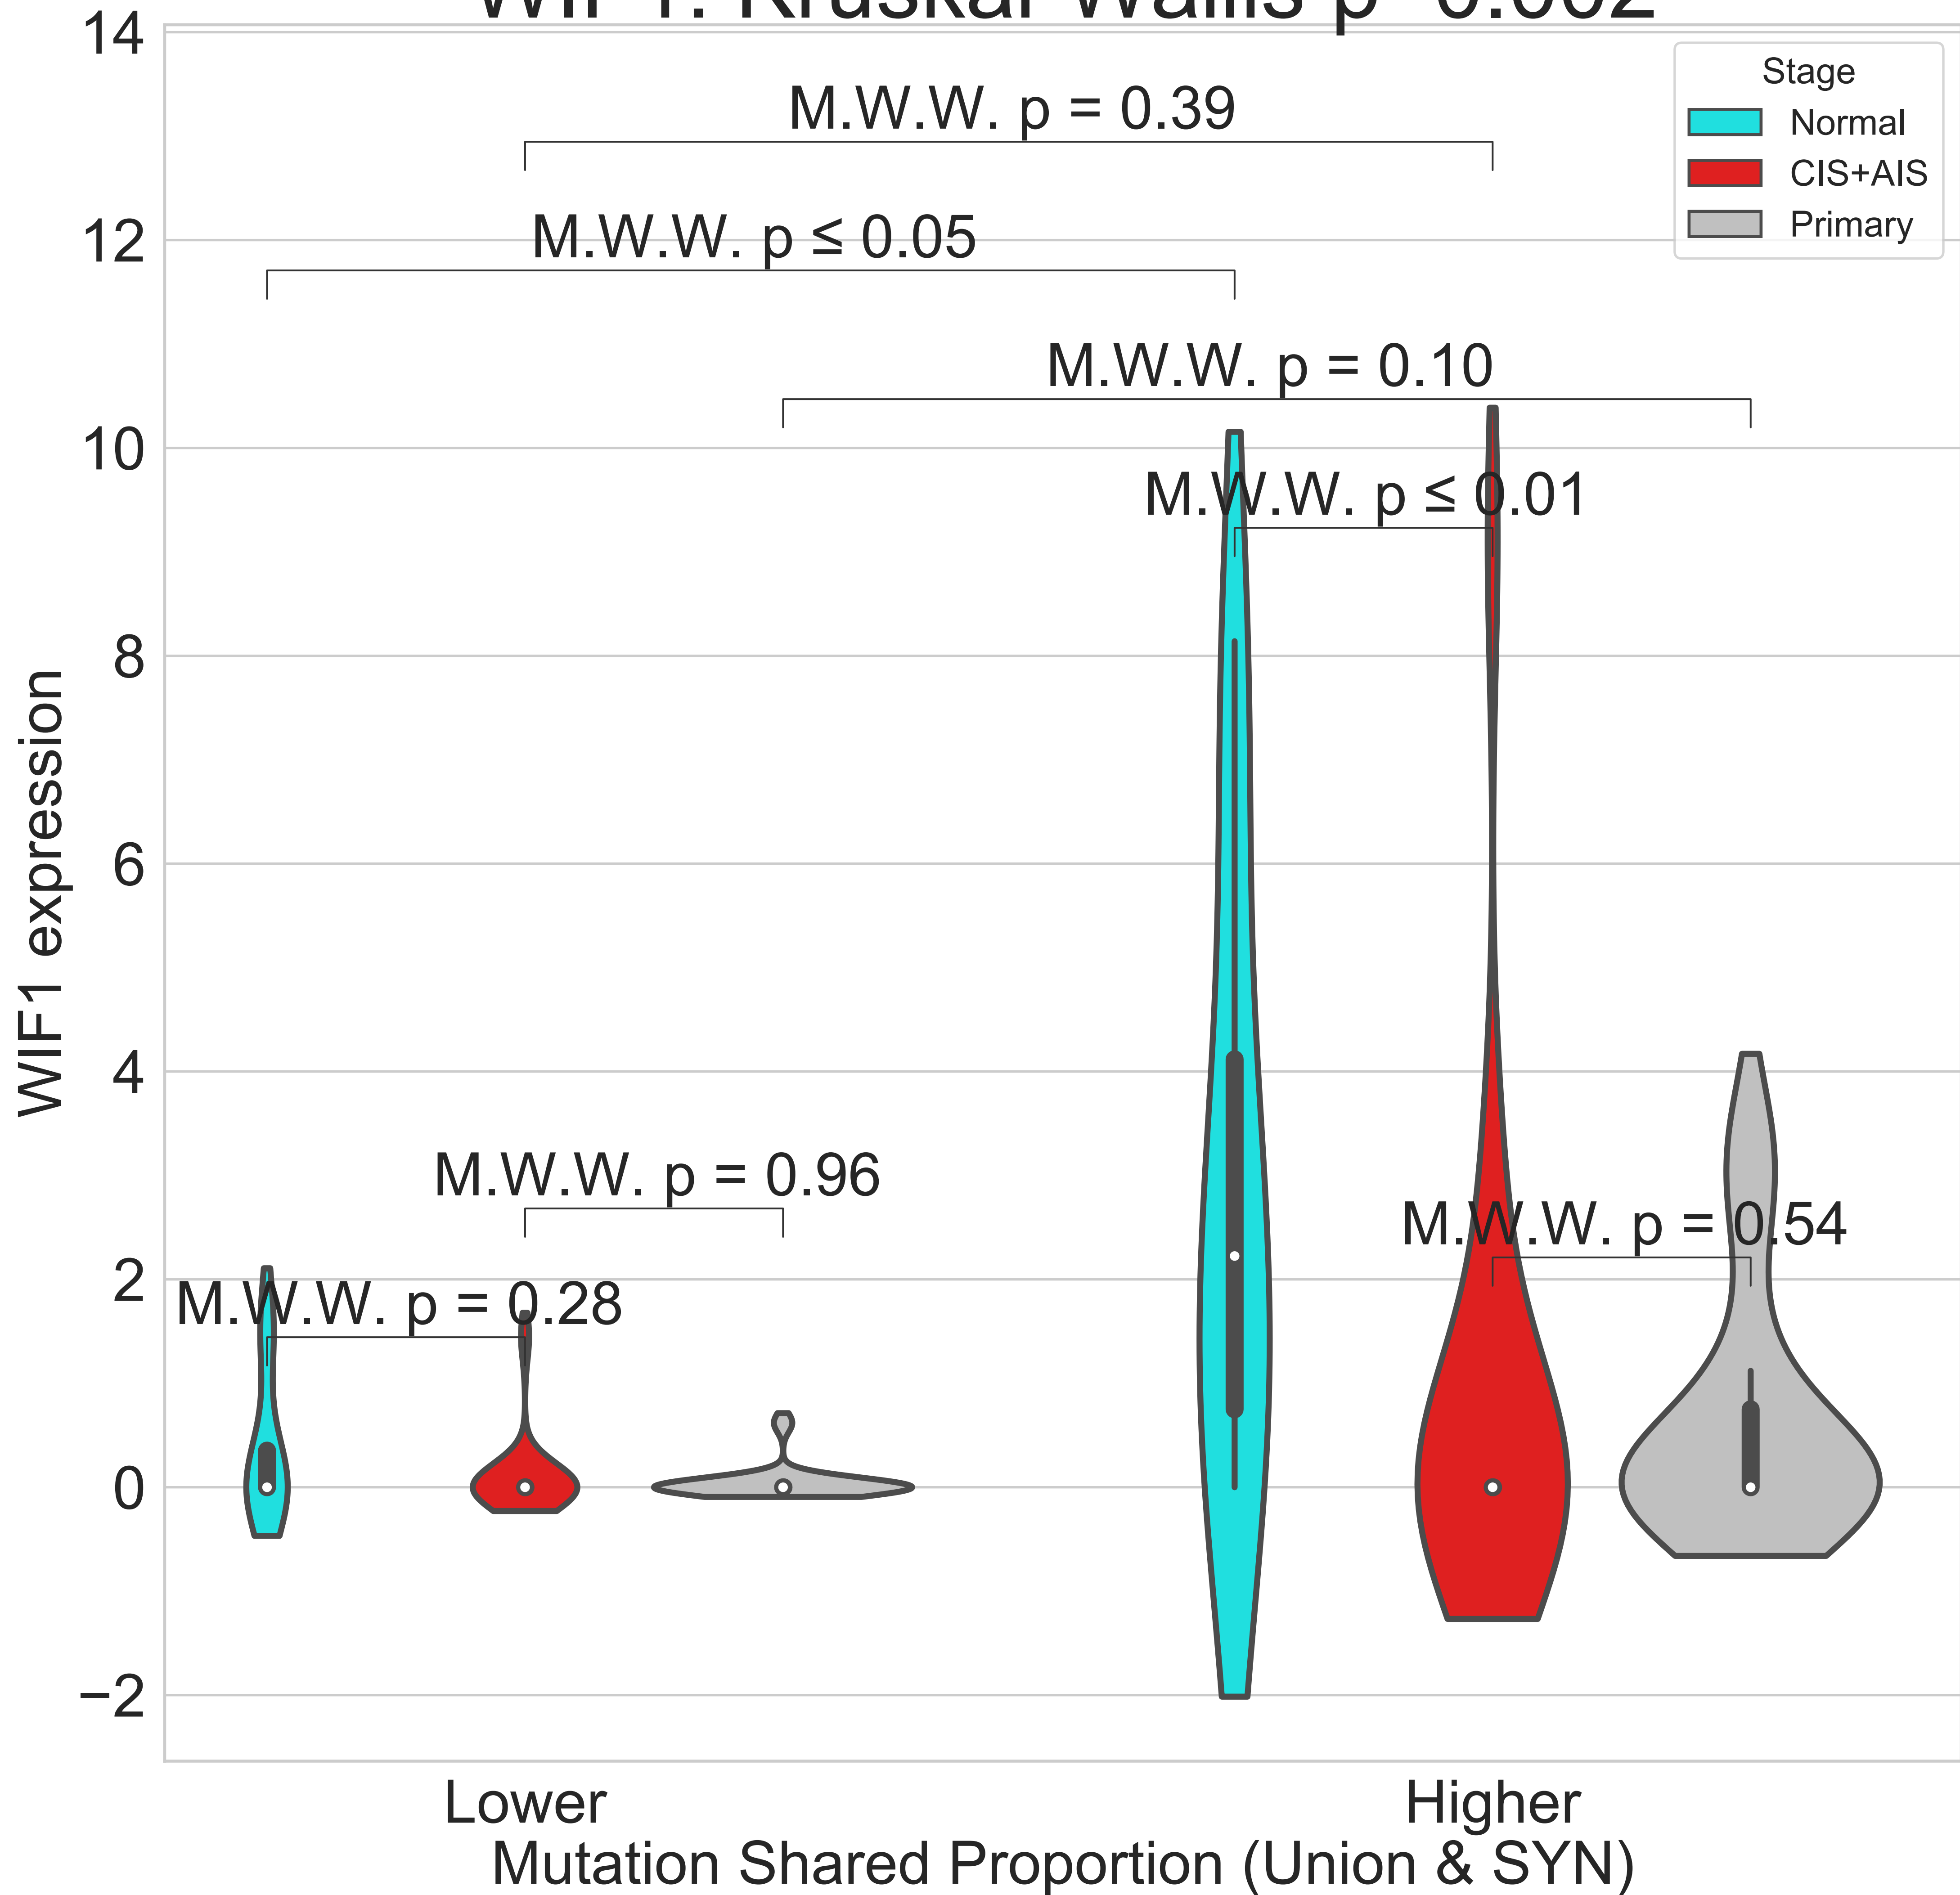 14
Stage
Normal
CIS+AIS
Primary
M.W.W. p = 0.39
12
M.W.W. p ≤ 0.05
M.W.W. p = 0.10
10
M.W.W. p ≤ 0.01
8
6
4
WIF1 expression
M.W.W. p = 0.96
M.W.W. p = 0.54
2
M.W.W. p = 0.28
0
−2
Lower
Higher
Mutation Shared Proportion (Union & SYN)